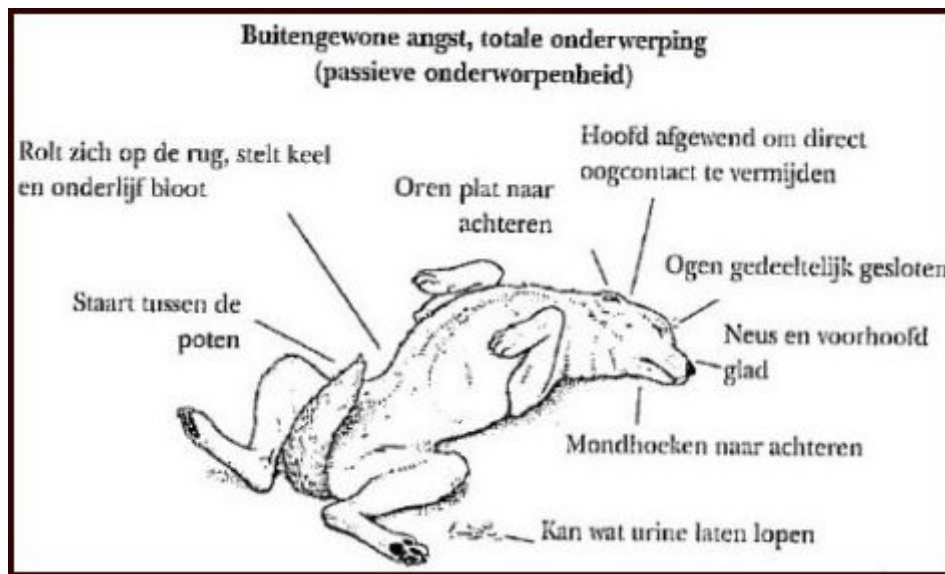 Buitengewone angst, totale onderwerping
(passieve onderworpenheid)
Rolt zich op de rug, stelt keel
en onderlijf bloot
Hoofd afgewend om direct
oogcontact te vermijden
Oren plat naar
achteren
Ogen gedeeltelijk gesloten
Staart tussen de
poten
Neus en voorhoofd
glad
Mondhoeken naar achteren
Kan wat urine laten lopen